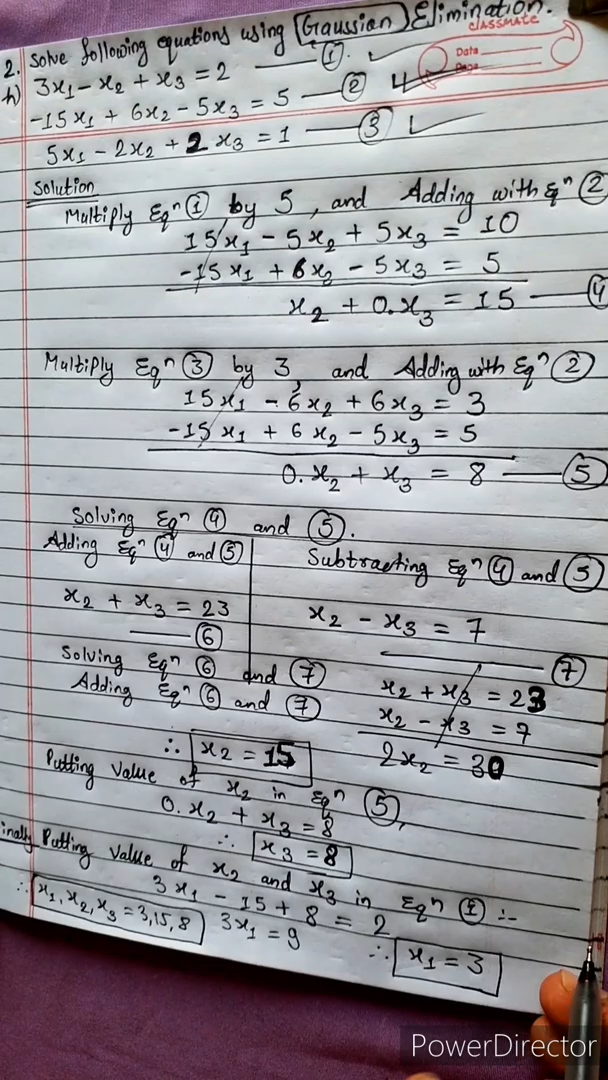 classmate
Date
Page
2. Solve following equations using (Gaussian) Elimination.
h) 3x₁ - x₂ + x₃ = 2 — ①
-15x₁ + 6x₂ - 5x₃ = 5 — ②
5x₁ - 2x₂ + 2x₃ = 1 — ③
Solution
Multiply Eqⁿ ① by 5, and Adding with Eqⁿ ②
15x₁ - 5x₂ + 5x₃ = 10
-15x₁ + 6x₂ - 5x₃ = 5
x₂ + 0.x₃ = 15 — ④
Multiply Eqⁿ ③ by 3, and Adding with Eqⁿ ②
15x₁ - 6x₂ + 6x₃ = 3
-15x₁ + 6x₂ - 5x₃ = 5
0.x₂ + x₃ = 8 — ⑤
Solving Eqⁿ ④ and ⑤.
Adding Eqⁿ ④ and ⑤
x₂ + x₃ = 23
— ⑥
Subtracting Eqⁿ ④ and ⑤
x₂ - x₃ = 7
— ⑦
Solving Eqⁿ ⑥ and ⑦
Adding Eqⁿ ⑥ and ⑦
x₂ + x₃ = 23
x₂ - x₃ = 7
2x₂ = 30
∴ x₂ = 15
Putting value of x₂ in Eqⁿ ⑤,
0.x₂ + x₃ = 8
∴ x₃ = 8
inally Putting value of x₂ and x₃ in Eqⁿ ① :-
3x₁ - 15 + 8 = 2
3x₁ = 9
∴ x₁ = 3
∴ x₁, x₂, x₃ = 3, 15, 8
PowerDirector